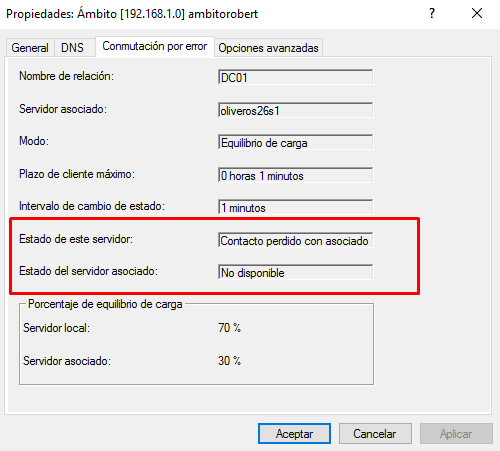 Propiedades: Ámbito [192.168.1.0] ambitorobert
General DNS Conmutación por error Opciones avanzadas
Nombre de relación: DC01
Servidor asociado: oliveros26s1
Modo: Equilibrio de carga
Plazo de cliente máximo: 0 horas 1 minutos
Intervalo de cambio de estado: 1 minutos
Estado de este servidor: Contacto perdido con asociado
Estado del servidor asociado: No disponible
Porcentaje de equilibrio de carga
Servidor local: 70 %
Servidor asociado: 30 %
Aceptar Cancelar Aplicar